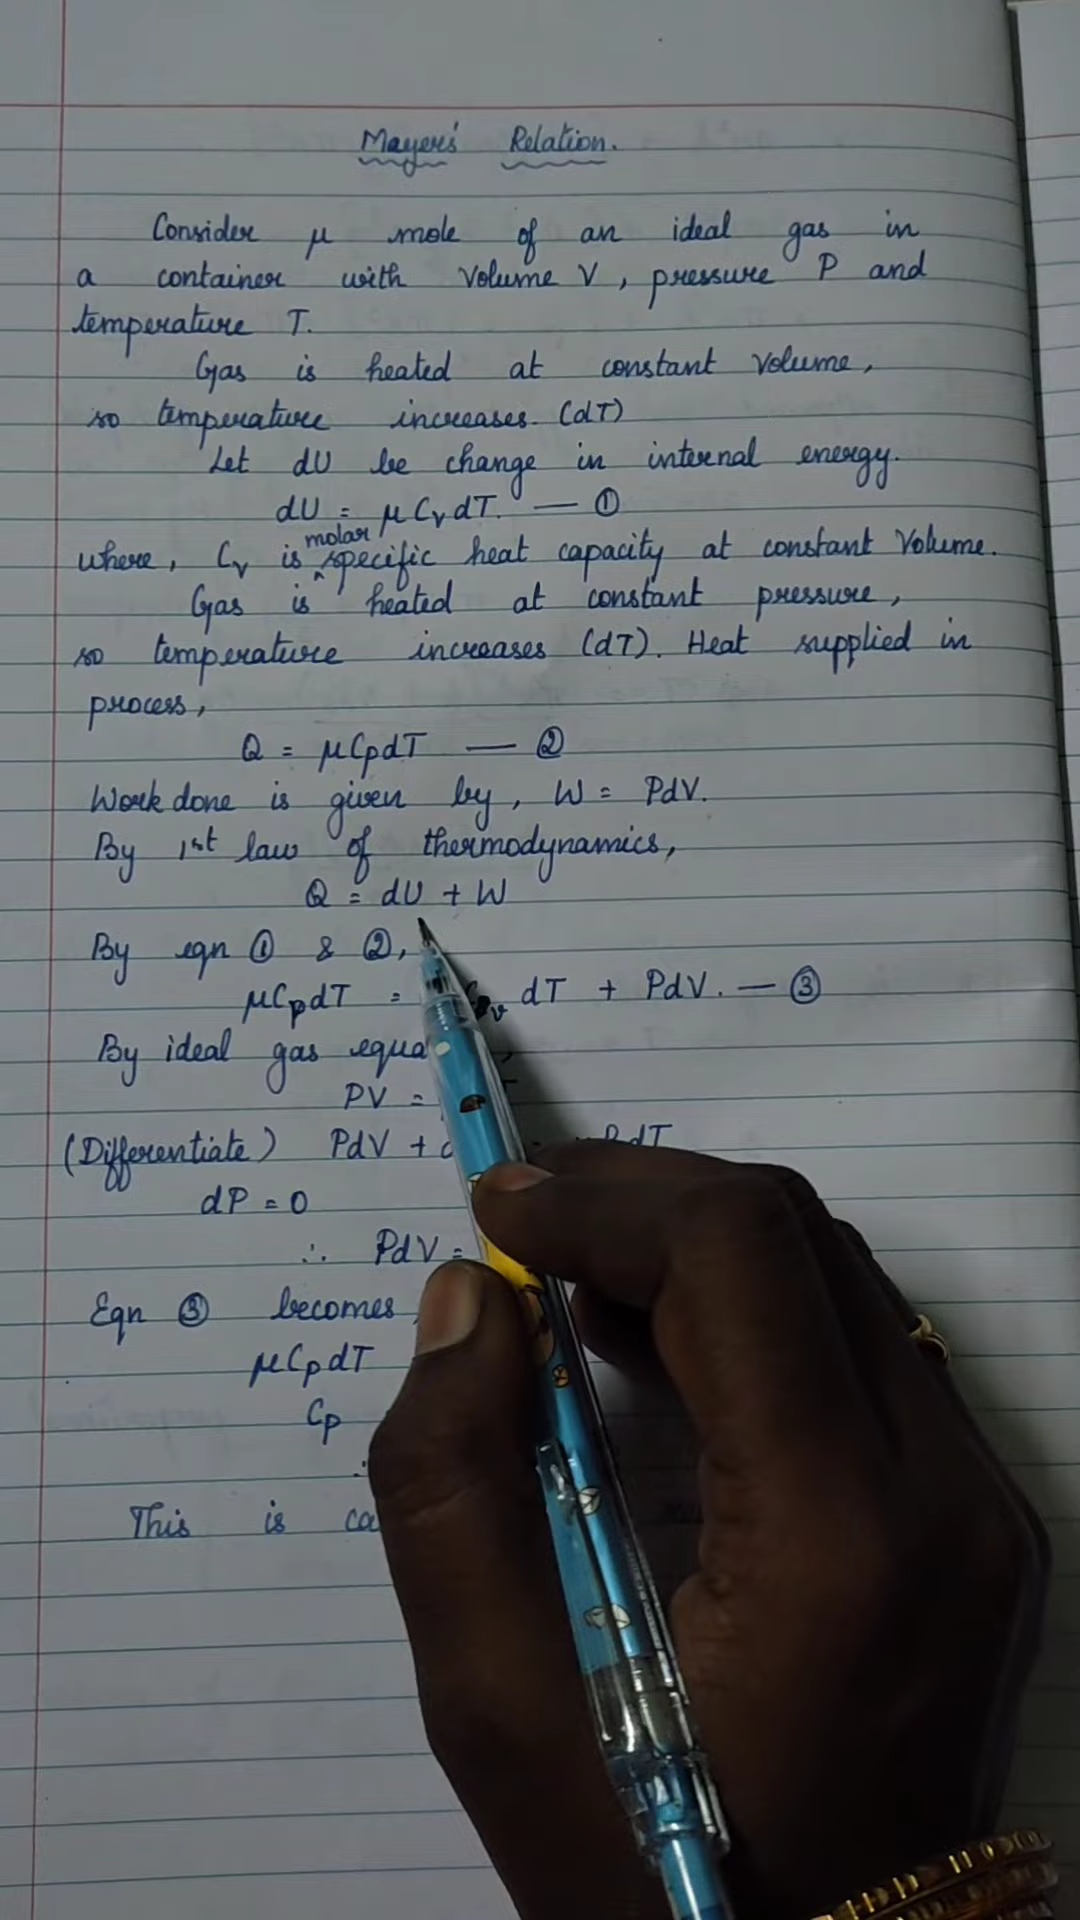 Mayer's Relation.
Consider μ mole of an ideal gas in
a container with Volume V, pressure P and
temperature T.
Gas is heated at constant Volume,
so temperature increases. (dT)
Let dU be change in internal energy.
dU = μCvdT. — ①
molar
where, Cv is ^ specific heat capacity at constant Volume.
Gas is heated at constant pressure,
so temperature increases (dT). Heat supplied in
process,
Q = μCpdT — ②
Work done is given by, W = PdV.
By 1st law of thermodynamics,
Q = dU + W
By eqn ① & ②,
μCpdT = dT + PdV. — ③
By ideal gas
PV =
(Differentiate) PdV +
dP = 0
∴ PdV =
Eqn ③ becomes,
μCpdT
Cp
This is